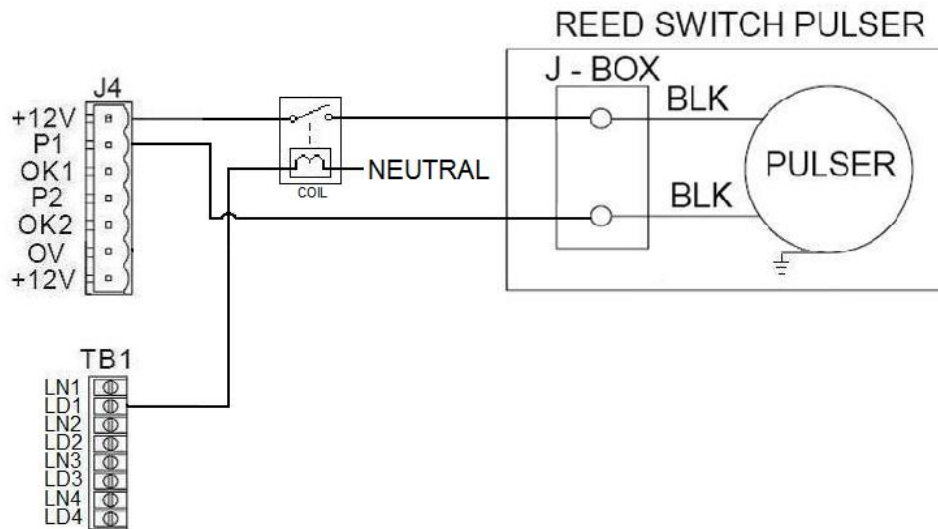 REED SWITCH PULSER
J - BOX
J4
+12V
P1
OK1
P2
OK2
OV
+12V
COIL
NEUTRAL
BLK
BLK
PULSER
TB1
LN1
LD1
LN2
LD2
LN3
LD3
LN4
LD4